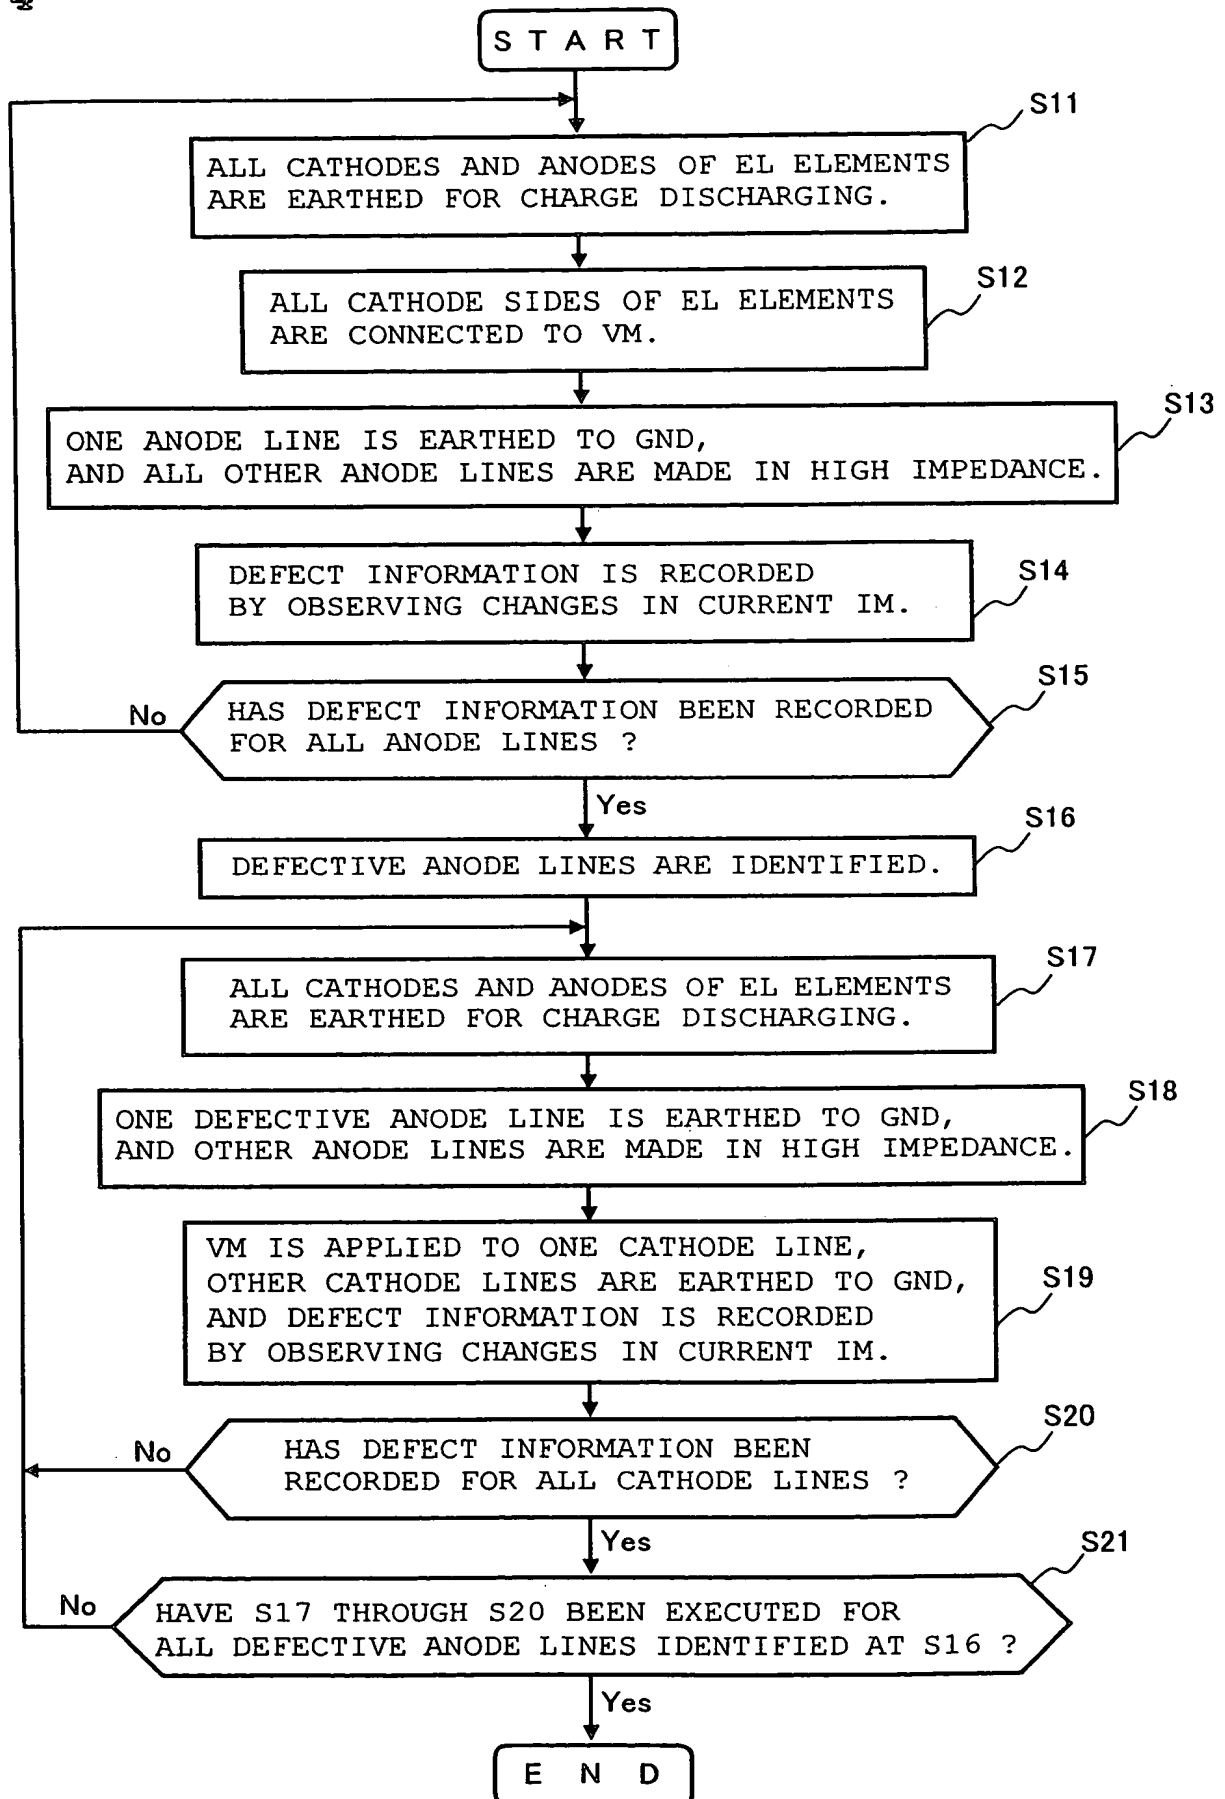 START
S11
ALL CATHODES AND ANODES OF EL ELEMENTS
ARE EARTHED FOR CHARGE DISCHARGING.
S12
ALL CATHODE SIDES OF EL ELEMENTS
ARE CONNECTED TO VM.
S13
ONE ANODE LINE IS EARTHED TO GND,
AND ALL OTHER ANODE LINES ARE MADE IN HIGH IMPEDANCE.
S14
DEFECT INFORMATION IS RECORDED
BY OBSERVING CHANGES IN CURRENT IM.
S15
No
HAS DEFECT INFORMATION BEEN RECORDED
FOR ALL ANODE LINES ?
Yes
S16
DEFECTIVE ANODE LINES ARE IDENTIFIED.
S17
ALL CATHODES AND ANODES OF EL ELEMENTS
ARE EARTHED FOR CHARGE DISCHARGING.
S18
ONE DEFECTIVE ANODE LINE IS EARTHED TO GND,
AND OTHER ANODE LINES ARE MADE IN HIGH IMPEDANCE.
S19
VM IS APPLIED TO ONE CATHODE LINE,
OTHER CATHODE LINES ARE EARTHED TO GND,
AND DEFECT INFORMATION IS RECORDED
BY OBSERVING CHANGES IN CURRENT IM.
S20
No
HAS DEFECT INFORMATION BEEN
RECORDED FOR ALL CATHODE LINES ?
Yes
S21
No
HAVE S17 THROUGH S20 BEEN EXECUTED FOR
ALL DEFECTIVE ANODE LINES IDENTIFIED AT S16 ?
Yes
END